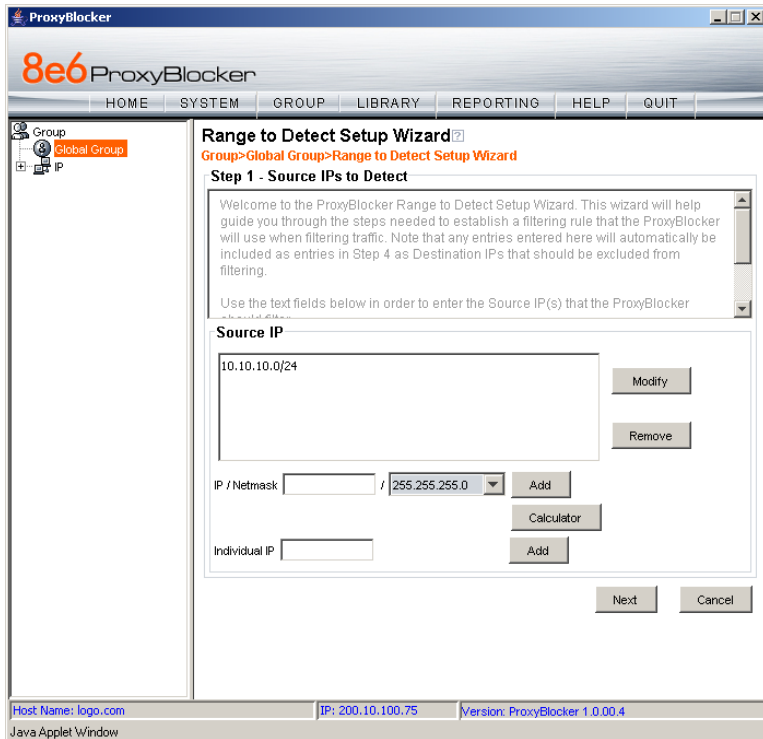 ProxyBlocker
8e6 ProxyBlocker
HOME SYSTEM GROUP LIBRARY REPORTING HELP QUIT
Group
Global Group
IP
Range to Detect Setup Wizard ?
Group>Global Group>Range to Detect Setup Wizard
Step 1 - Source IPs to Detect
Welcome to the ProxyBlocker Range to Detect Setup Wizard. This wizard will help
guide you through the steps needed to establish a filtering rule that the ProxyBlocker
will use when filtering traffic. Note that any entries entered here will automatically be
included as entries in Step 4 as Destination IPs that should be excluded from
filtering.
Use the text fields below in order to enter the Source IP(s) that the ProxyBlocker
should filter
Source IP
10.10.10.0/24
Modify
Remove
IP / Netmask / 255.255.255.0 Add
Calculator
Individual IP Add
Next Cancel
Host Name: logo.com IP: 200.10.100.75 Version: ProxyBlocker 1.0.00.4
Java Applet Window